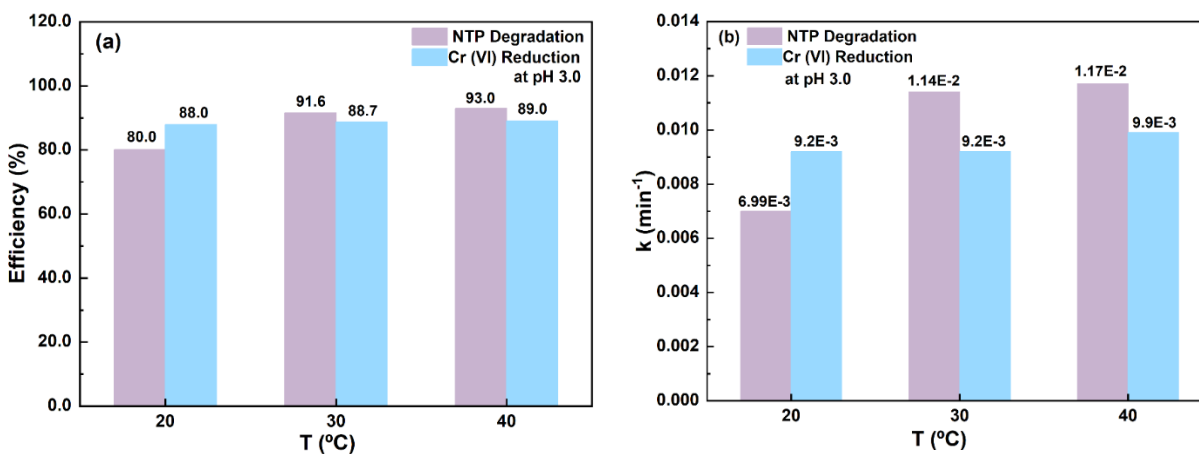 (a)
NTP Degradation
Cr (VI) Reduction
at pH 3.0
120.0
100.0
80.0
60.0
40.0
20.0
0.0
Efficiency (%)
80.0
88.0
91.6
88.7
93.0
89.0
20
30
40
T (ºC)
(b)
NTP Degradation
Cr (VI) Reduction
at pH 3.0
0.014
0.012
0.010
0.008
0.006
0.004
0.002
0.000
k (min⁻¹)
6.99E-3
9.2E-3
1.14E-2
9.2E-3
1.17E-2
9.9E-3
20
30
40
T (ºC)